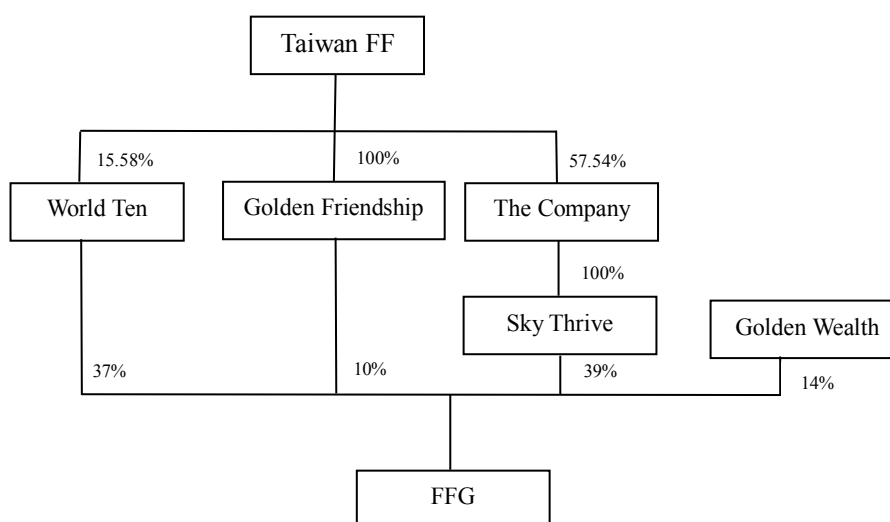 Taiwan FF
15.58%
100%
57.54%
World Ten
Golden Friendship
The Company
100%
Sky Thrive
Golden Wealth
37%
10%
39%
14%
FFG